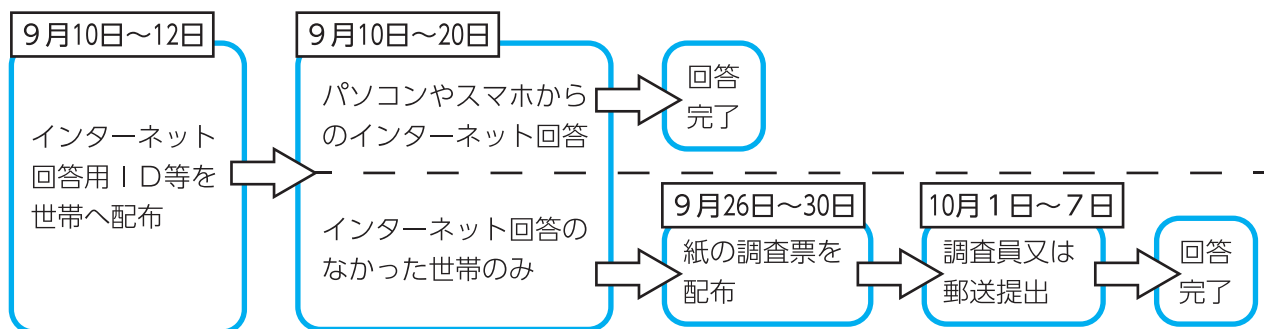 9月10日～12日
インターネット
回答用ＩＤ等を
世帯へ配布
9月10日～20日
パソコンやスマホから
のインターネット回答
回答
完了
インターネット回答の
なかった世帯のみ
9月26日～30日
紙の調査票を
配布
10月1日～7日
調査員又は
郵送提出
回答
完了